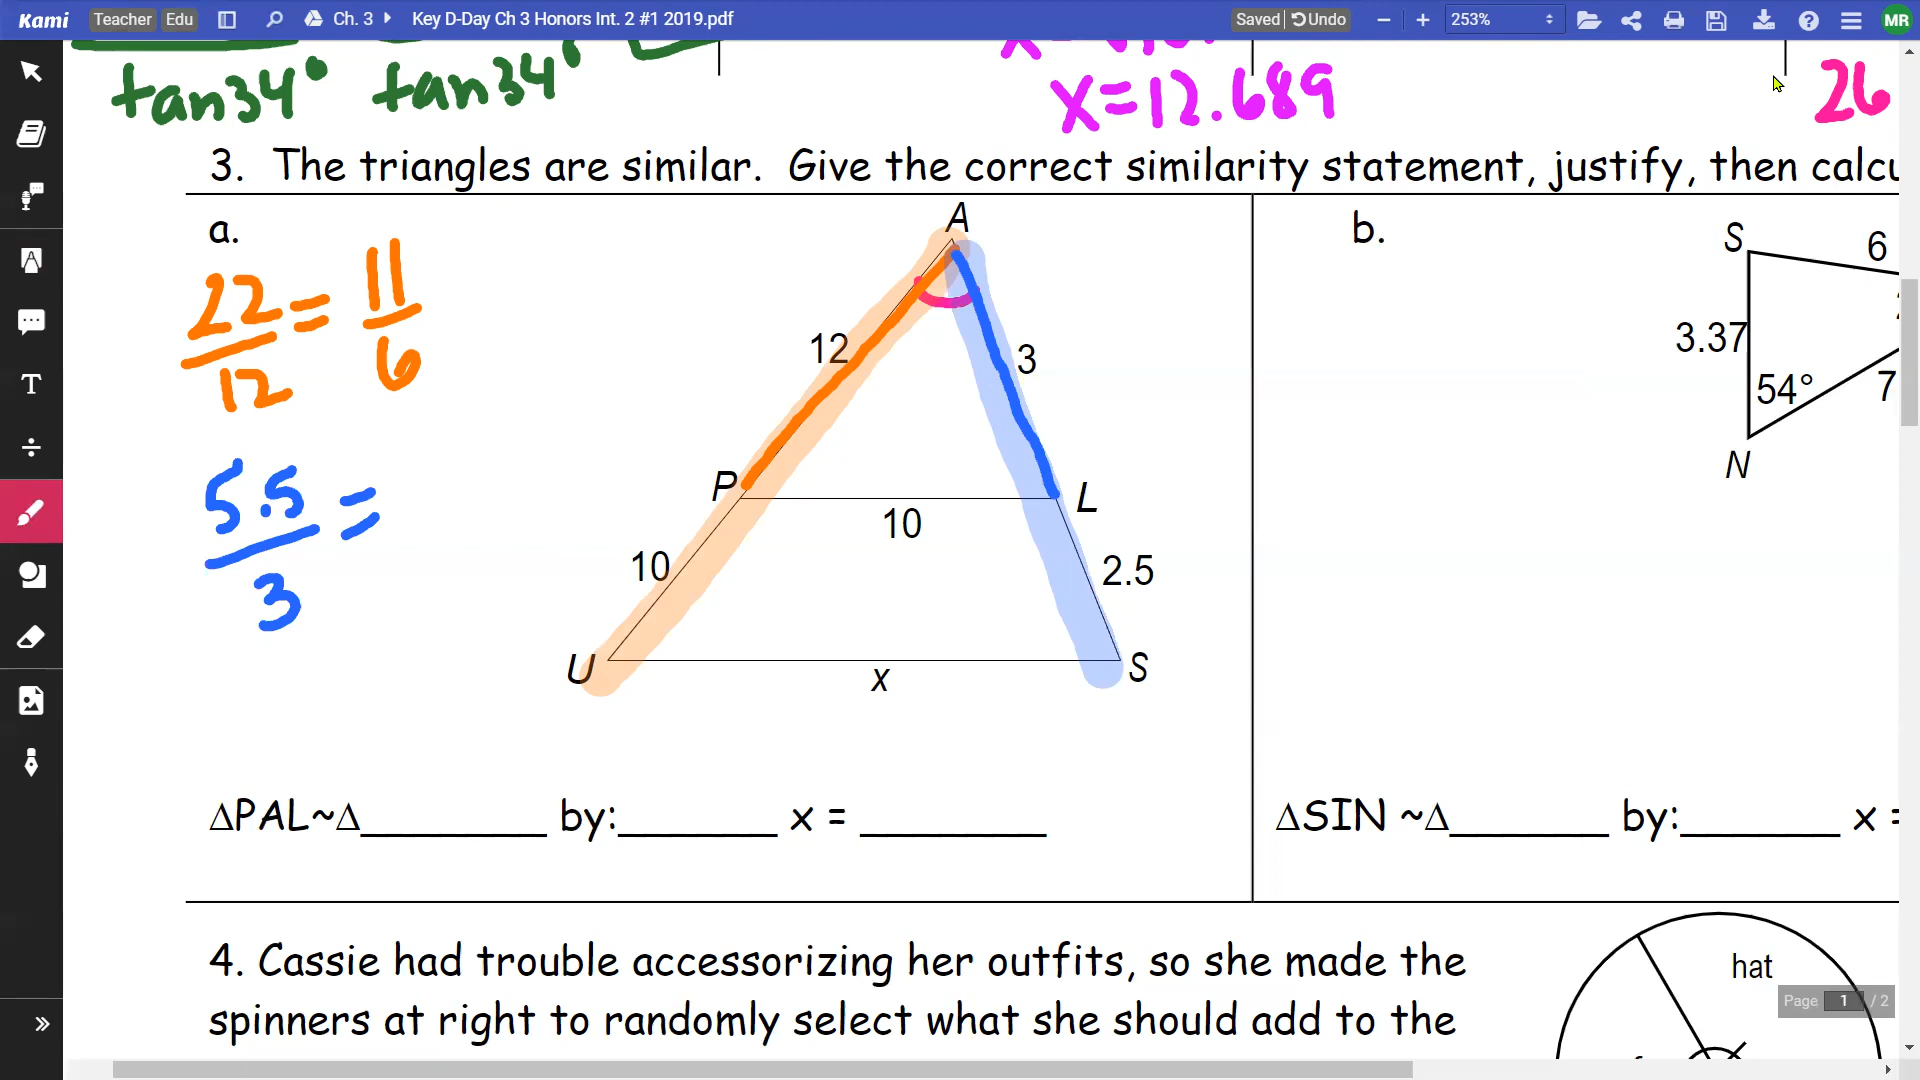 Kami Teacher Edu Ch. 3 Key D-Day Ch 3 Honors Int. 2 #1 2019.pdf Saved Undo 253% MR
tan34° tan34°
x=12.689
26
3. The triangles are similar. Give the correct similarity statement, justify, then calcu
a.
22/12 = 11/6
5.5/3 =
A
12
3
P
L
10
10
2.5
U
x
S
b.
S
6
3.37
54°
7
N
ΔPAL~Δ________ by:_______ x = ________
ΔSIN ~Δ_______ by:_______ x =
4. Cassie had trouble accessorizing her outfits, so she made the
spinners at right to randomly select what she should add to the
hat
Page 1 / 2